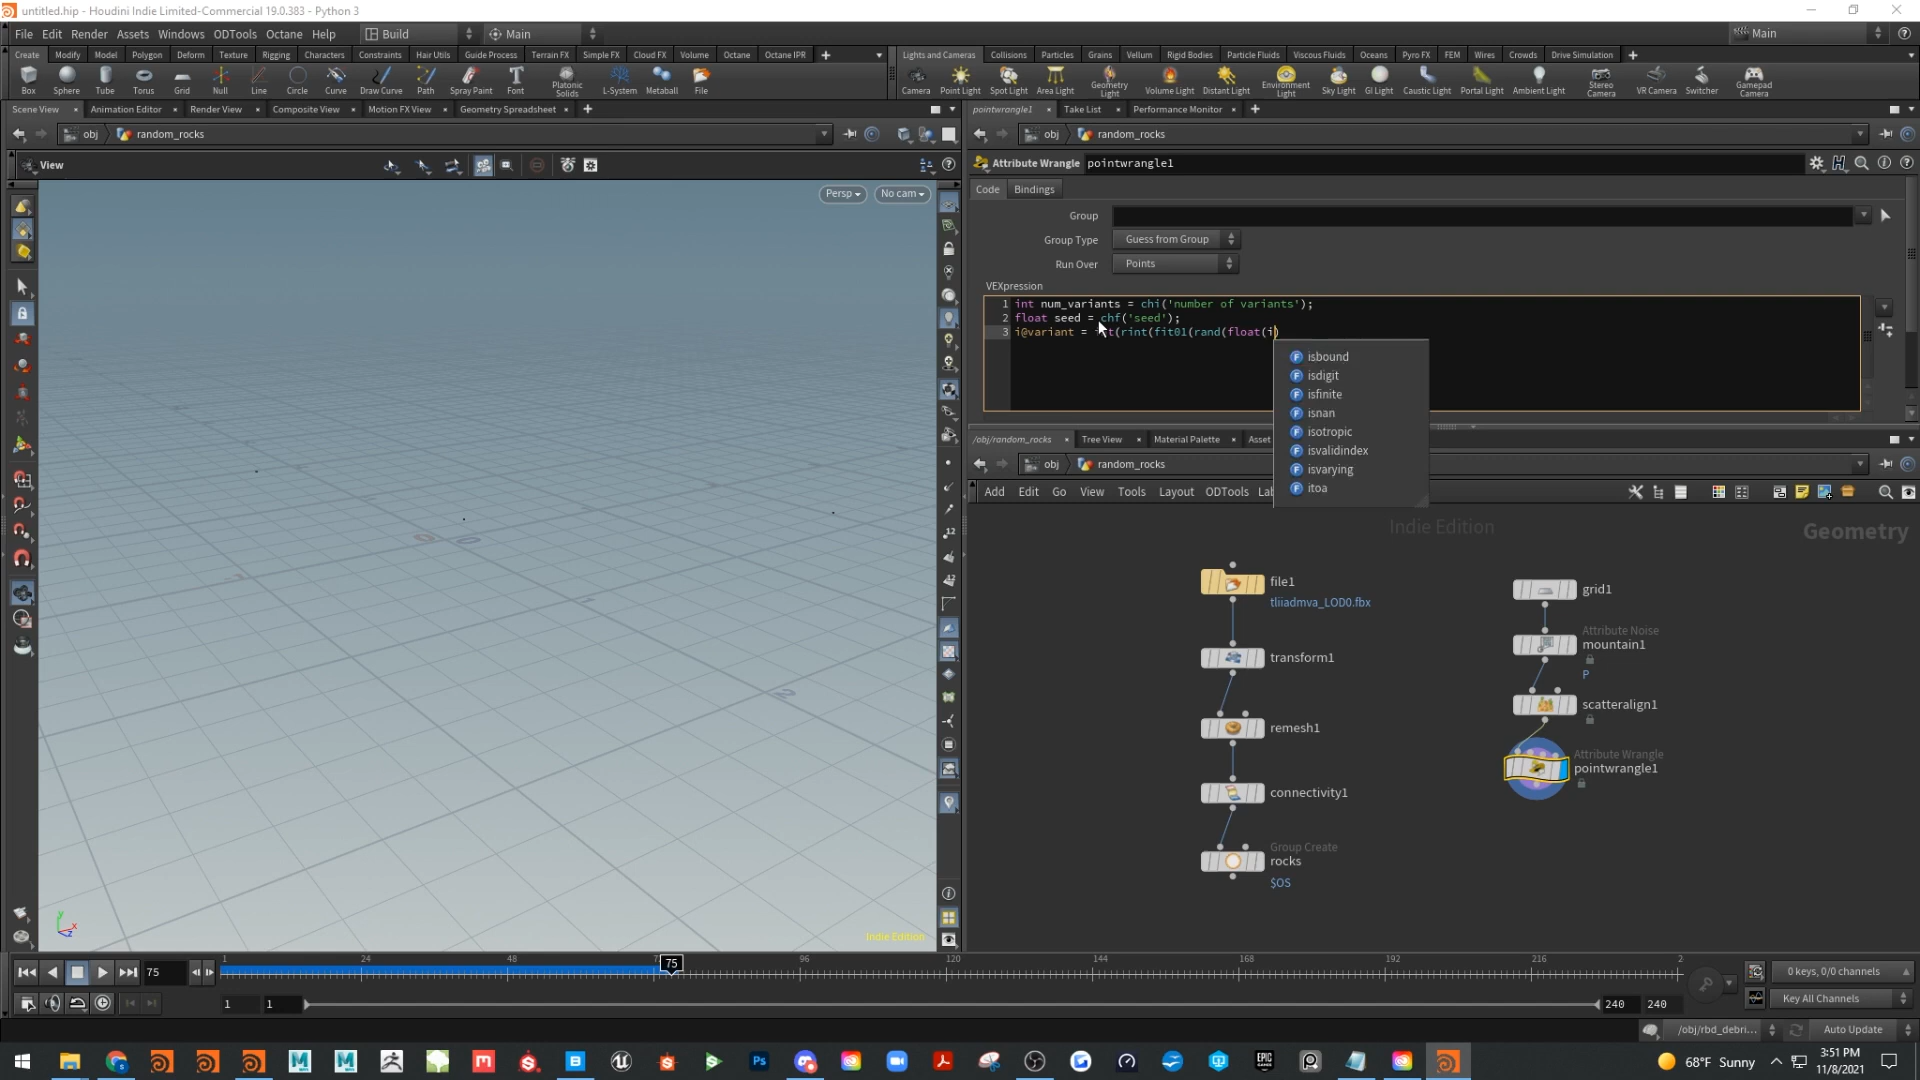 untitled.hip - Houdini Indie Limited-Commercial 19.0.383 - Python 3
File Edit Render Assets Windows ODTools Octane Help Build Main Main
Create Modify Model Polygon Deform Texture Rigging Characters Constraints Hair Utils Guide Process Terrain FX Simple FX Cloud FX Volume Octane Octane IPR
Lights and Cameras Collisions Particles Grains Vellum Rigid Bodies Particle Fluids Viscous Fluids Oceans Pyro FX FEM Wires Crowds Drive Simulation
Box Sphere Tube Torus Grid Null Line Circle Curve Draw Curve Path Spray Paint Font Platonic Solids L-System Metaball File
Camera Point Light Spot Light Area Light Geometry Light Volume Light Distant Light Environment Light Sky Light GI Light Caustic Light Portal Light Ambient Light Stereo Camera VR Camera Switcher Gamepad Camera
Scene View Animation Editor Render View Composite View Motion FX View Geometry Spreadsheet
pointwrangle1 Take List Performance Monitor
obj random_rocks
obj random_rocks
View
Attribute Wrangle pointwrangle1
Persp No cam
Code Bindings
Group
Group Type Guess from Group
Run Over Points
VEXpression
1 int num_variants = chi('number of variants');
2 float seed = chf('seed');
3 i@variant = int(rint(fit01(rand(float(i)
isbound
isdigit
isfinite
isnan
isotropic
isvalidindex
isvarying
itoa
/obj/random_rocks Tree View Material Palette Asset
obj random_rocks
Add Edit Go View Tools Layout ODTools
Indie Edition
Geometry
file1
tliiadmva_LOD0.fbx
transform1
remesh1
connectivity1
Group Create
rocks
$OS
grid1
Attribute Noise
mountain1
P
scatteralign1
Attribute Wrangle
pointwrangle1
Indie Edition
75
1 24 48 75 96 120 144 168 192 216 2
0 keys, 0/0 channels
1 1 240 240
Key All Channels
/obj/rbd_debri... Auto Update
68°F Sunny
3:51 PM
11/8/2021